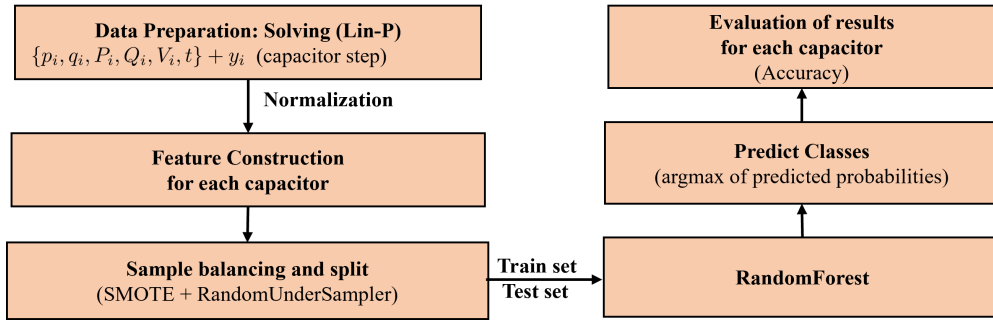 Data Preparation: Solving (Lin-P)
{p_i, q_i, P_i, Q_i, V_i, t} + y_i (capacitor step)
Normalization
Feature Construction
for each capacitor
Sample balancing and split
(SMOTE + RandomUnderSampler)
Train set
Test set
RandomForest
Predict Classes
(argmax of predicted probabilities)
Evaluation of results
for each capacitor
(Accuracy)